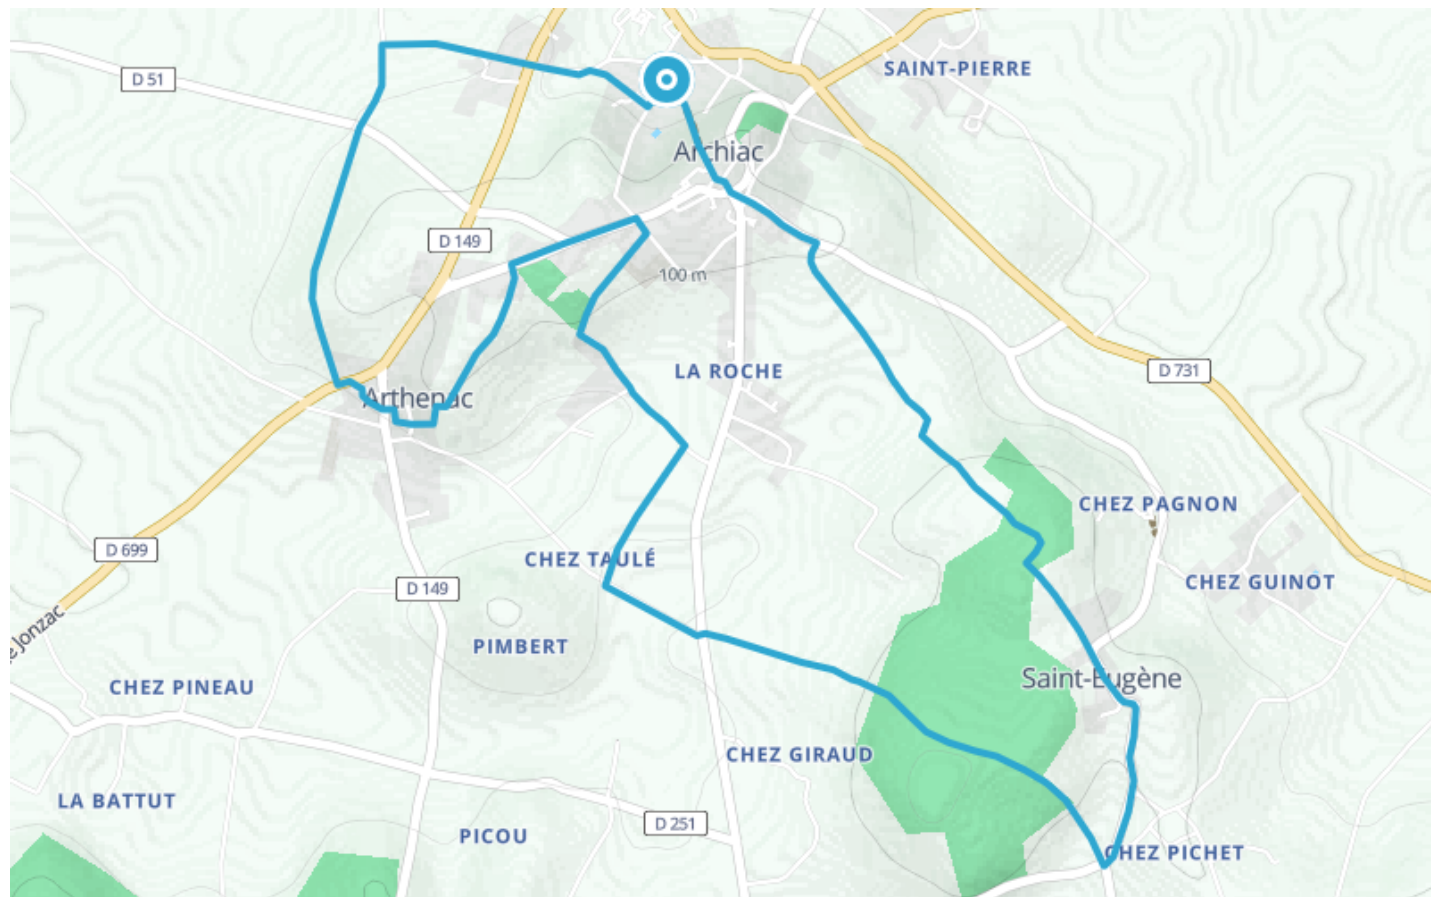 SAINT-PIERRE
D 51
Archiac
D 149
100 m
LA ROCHE
D 731
Arthenac
CHEZ PAGNON
D 699
CHEZ TAULÉ
CHEZ GUINOT
D 149
e Jonzac
PIMBERT
Saint-Eugène
CHEZ PINEAU
CHEZ GIRAUD
LA BATTUT
D 251
PICOU
CHEZ PICHET